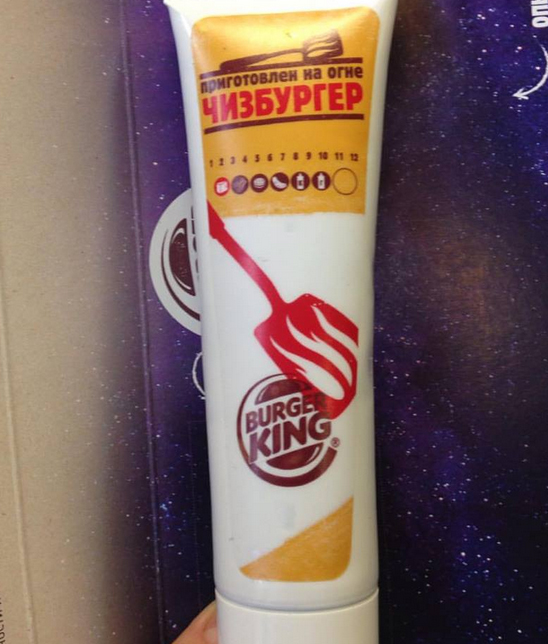 приготовлен на огне
ЧИЗБУРГЕР
1 2 3 4 5 6 7 8 9 10 11 12
BURGER
KING®